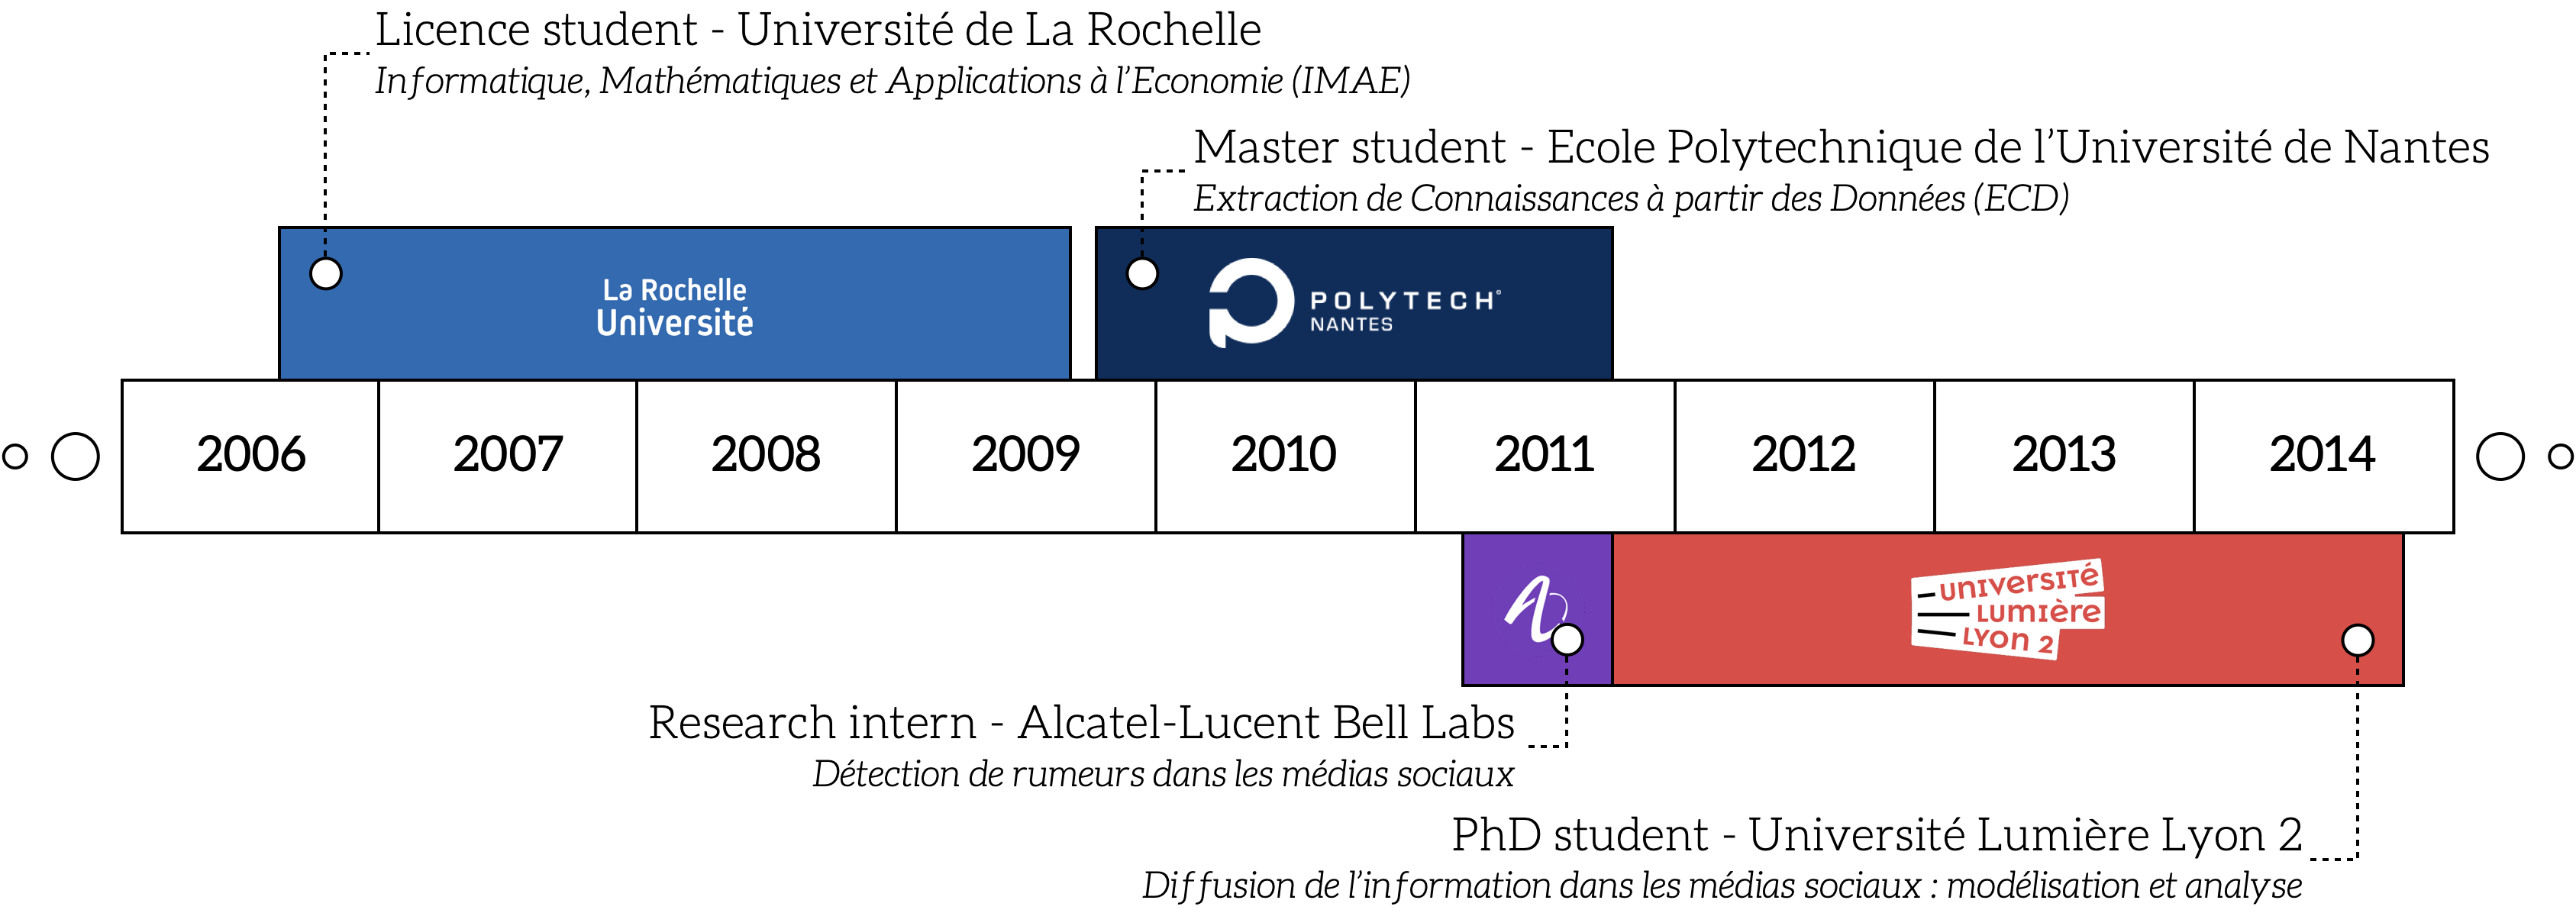 Licence student - Université de La Rochelle
Informatique, Mathématiques et Applications à l'Economie (IMAE)
Master student - Ecole Polytechnique de l'Université de Nantes
Extraction de Connaissances à partir des Données (ECD)
La Rochelle
Université
POLYTECH
NANTES
2006 2007 2008 2009 2010 2011 2012 2013 2014
université
Lumière
Lyon 2
Research intern - Alcatel-Lucent Bell Labs
Détection de rumeurs dans les médias sociaux
PhD student - Université Lumière Lyon 2
Diffusion de l'information dans les médias sociaux : modélisation et analyse